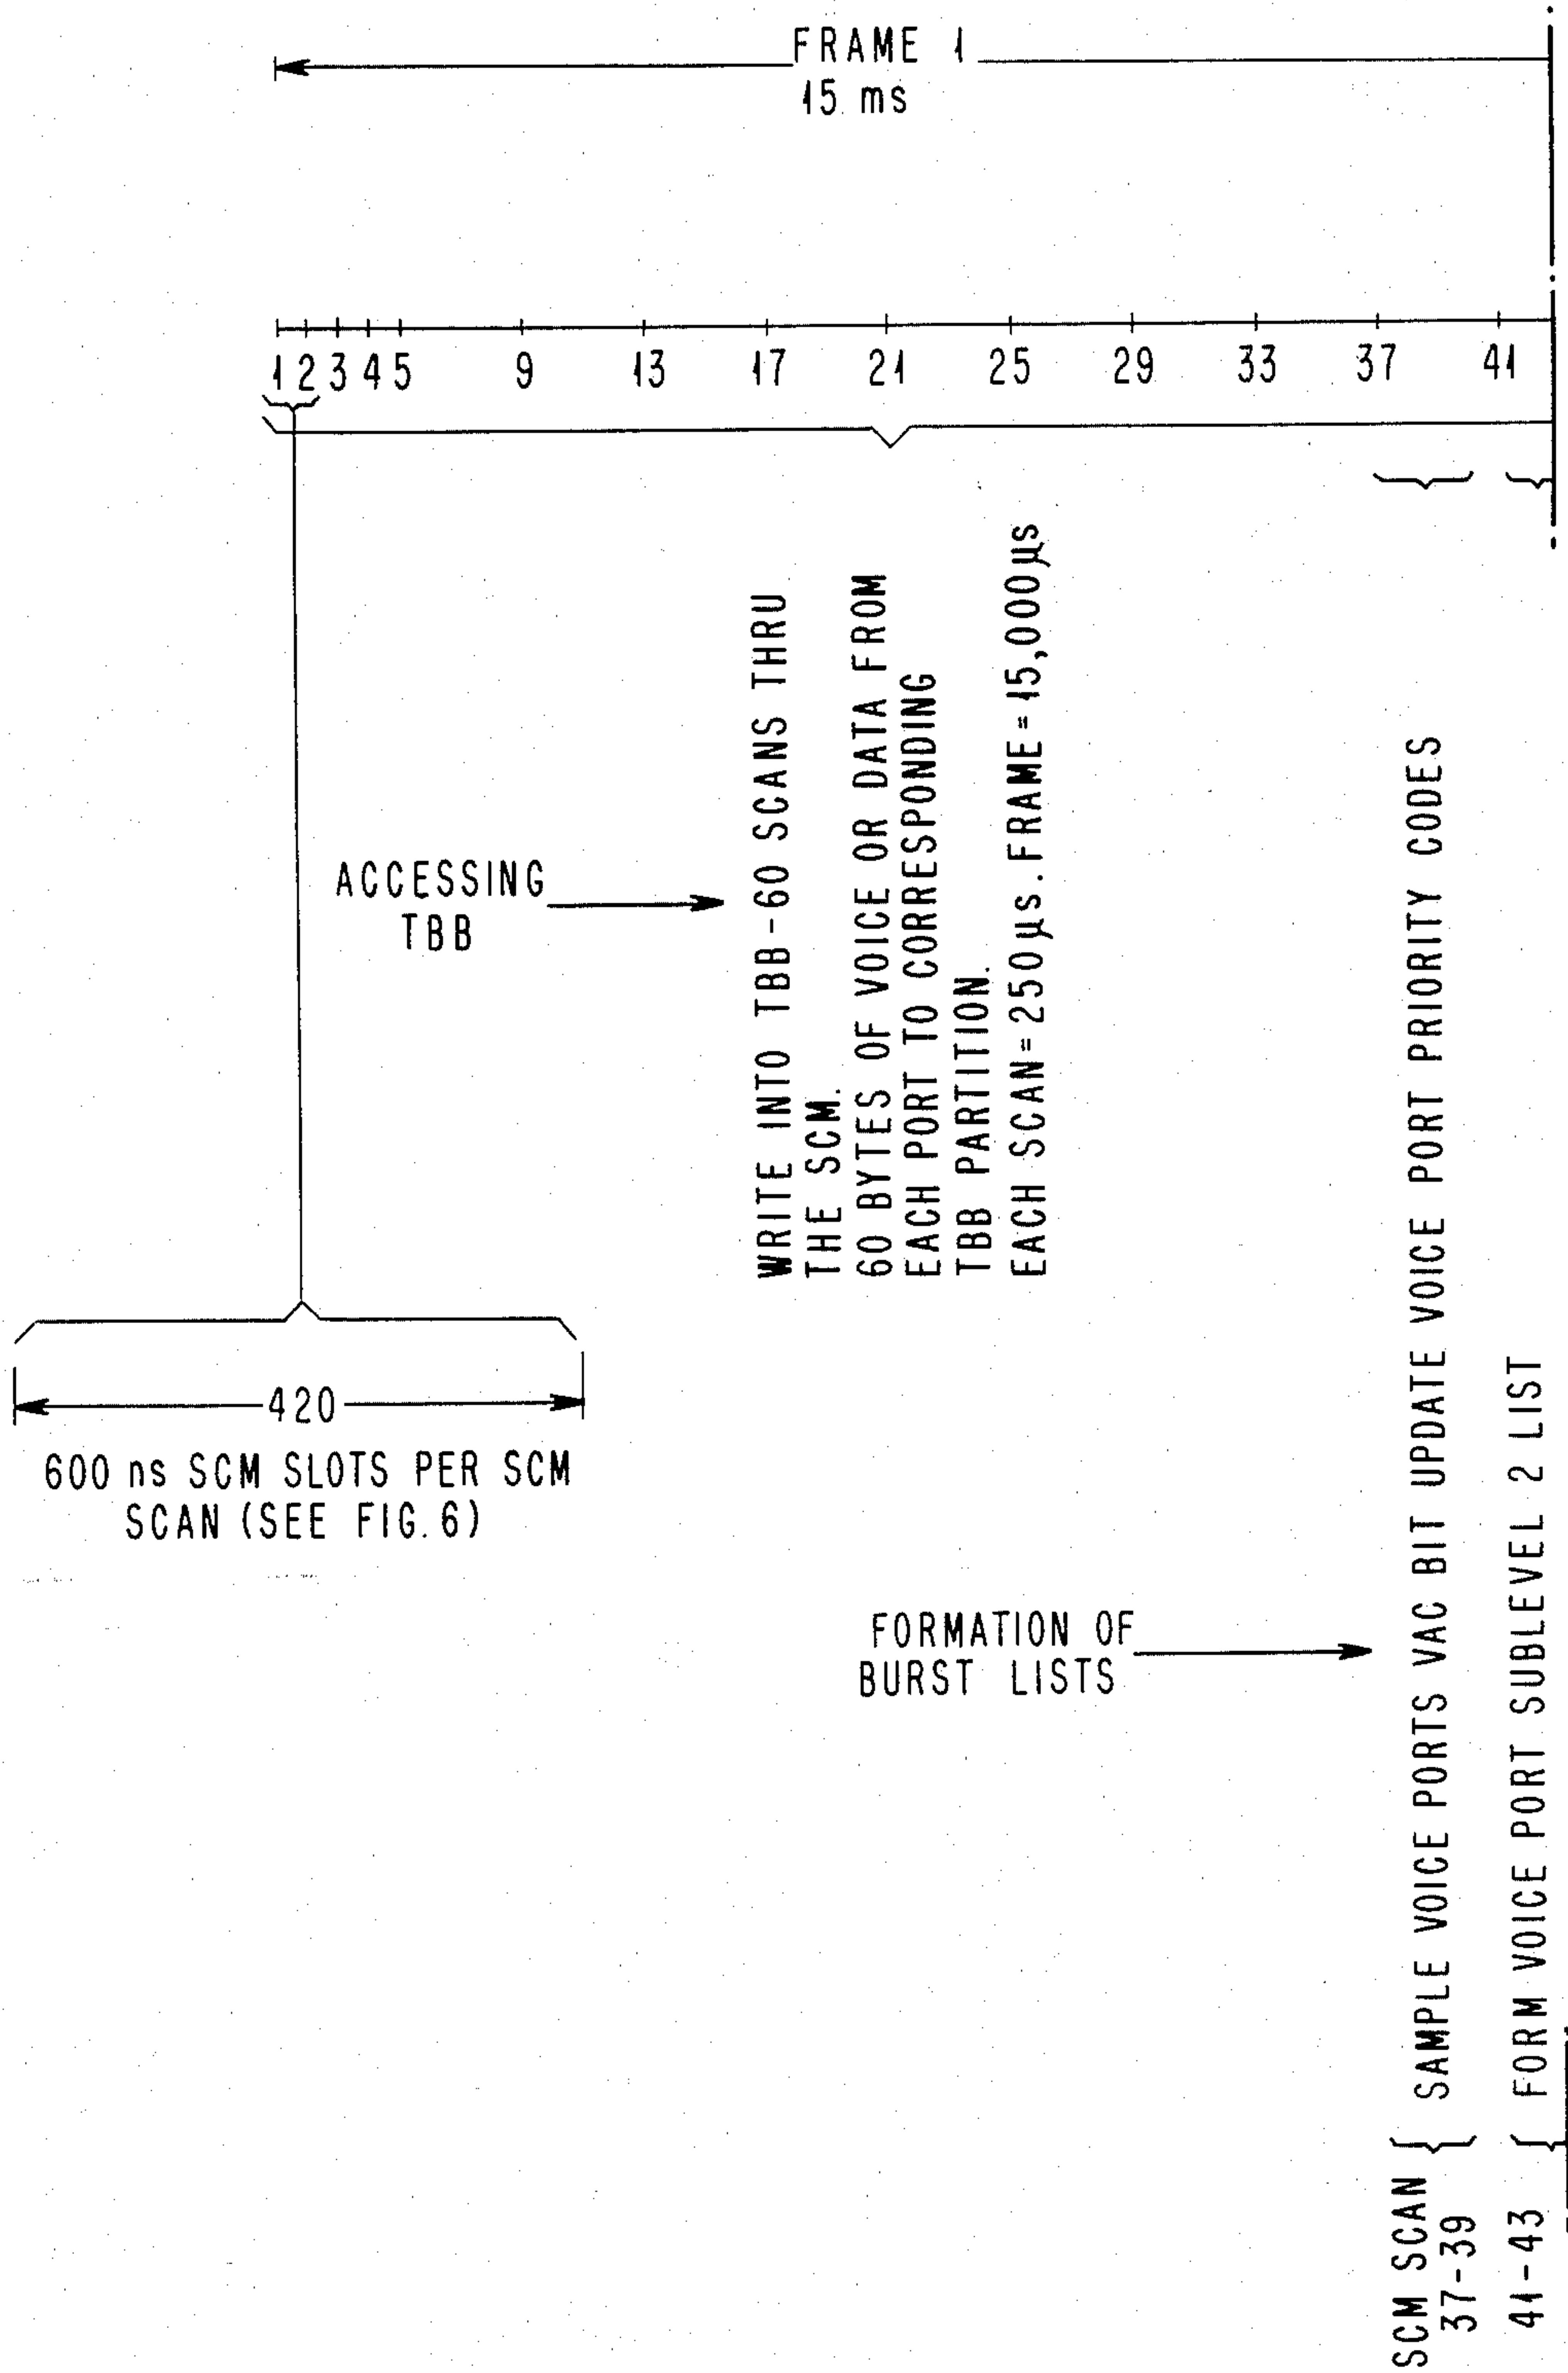 FRAME 1
15 ms
1 2 3 4 5 9 13 17 21 25 29 33 37 41
ACCESSING
TBB
WRITE INTO TBB-60 SCANS THRU
THE SCM.
60 BYTES OF VOICE OR DATA FROM
EACH PORT TO CORRESPONDING
TBB PARTITION.
EACH SCAN=250µs. FRAME=15,000µs
420
600 ns SCM SLOTS PER SCM
SCAN (SEE FIG. 6)
FORMATION OF
BURST LISTS
SCM SCAN
37-39
SAMPLE VOICE PORTS VAC BIT UPDATE VOICE PORT PRIORITY CODES
41-43
FORM VOICE PORT SUBLEVEL 2 LIST